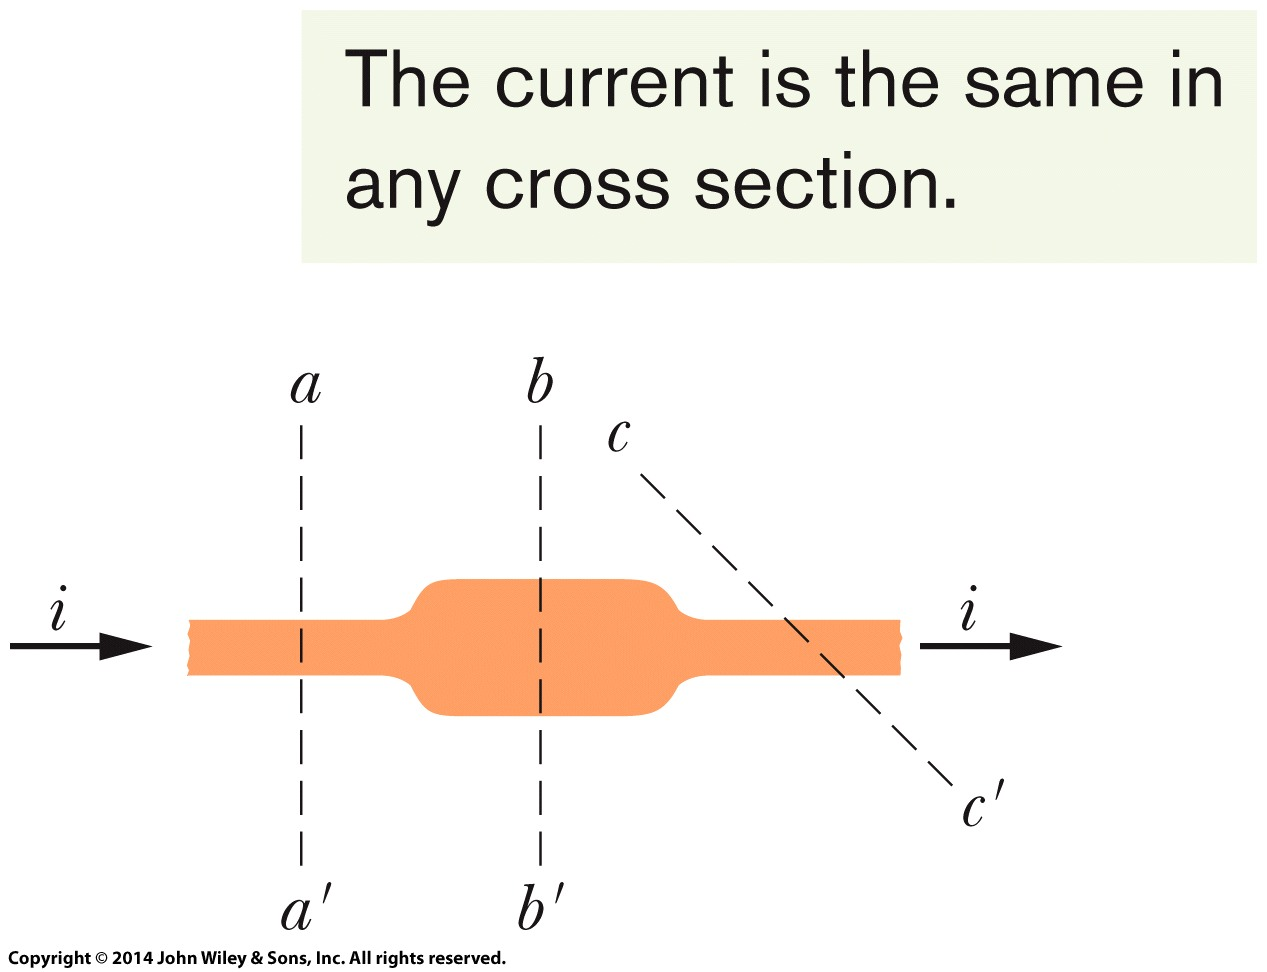 The current is the same in
any cross section.
a
b
c
i
i
c′
a′
b′
Copyright © 2014 John Wiley & Sons, Inc. All rights reserved.